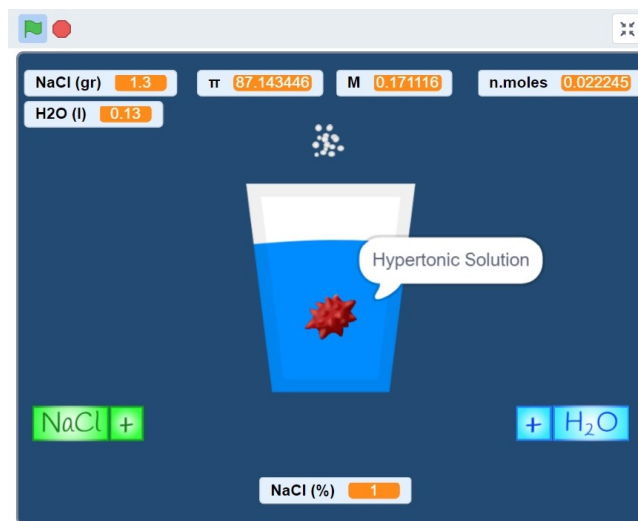 NaCl (gr) 1.3 π 87.143446 M 0.171116 n.moles 0.022245
H2O (l) 0.13
Hypertonic Solution
NaCl + + H₂O
NaCl (%) 1